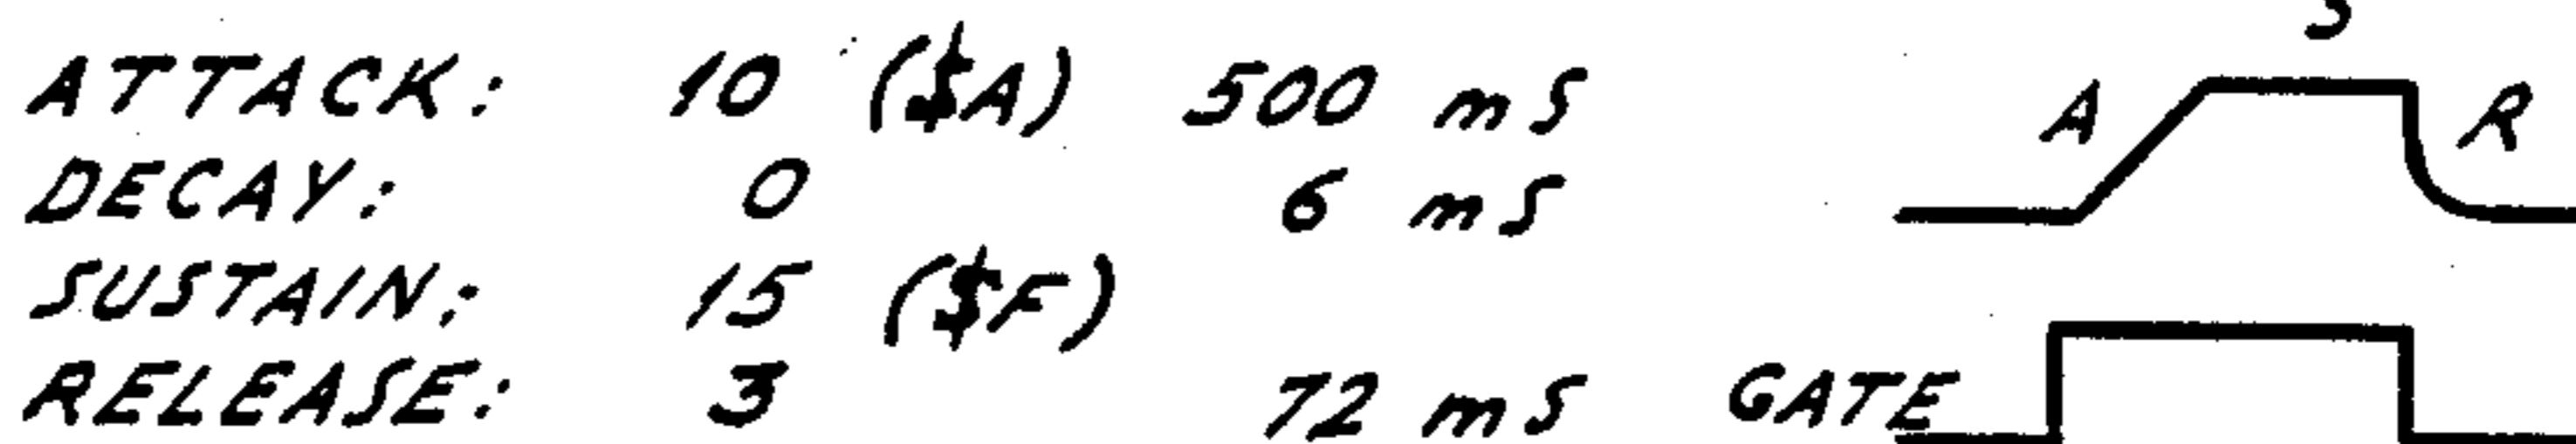 S
ATTACK: 10 ($A) 500 mS
A R
DECAY: 0 6 mS
SUSTAIN: 15 ($F)
RELEASE: 3 72 mS GATE